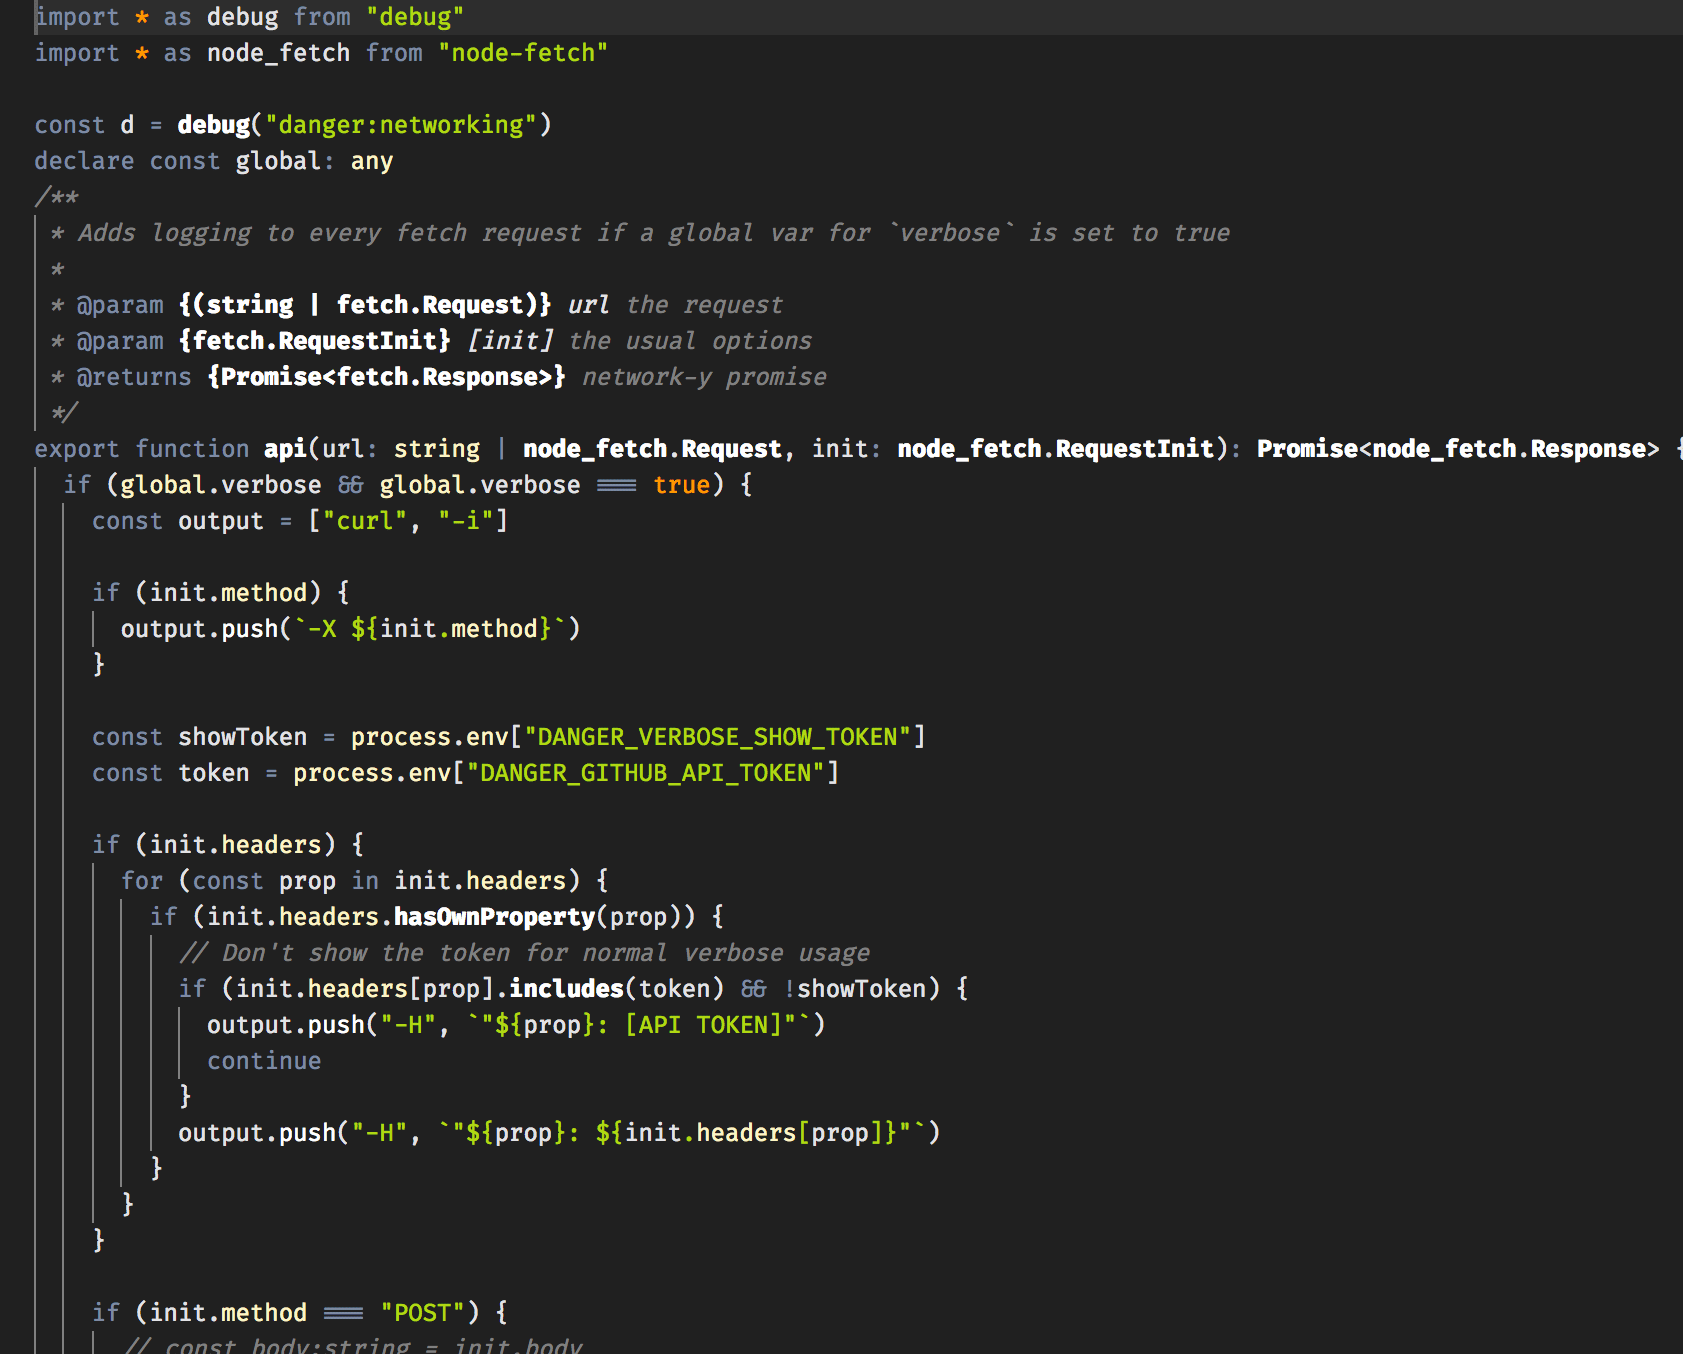 import * as debug from "debug"
import * as node_fetch from "node-fetch"

const d = debug("danger:networking")
declare const global: any
/**
 * Adds logging to every fetch request if a global var for `verbose` is set to true
 *
 * @param {(string | fetch.Request)} url the request
 * @param {fetch.RequestInit} [init] the usual options
 * @returns {Promise<fetch.Response>} network-y promise
 */
export function api(url: string | node_fetch.Request, init: node_fetch.RequestInit): Promise<node_fetch.Response> {
  if (global.verbose && global.verbose === true) {
    const output = ["curl", "-i"]

    if (init.method) {
      output.push(`-X ${init.method}`)
    }

    const showToken = process.env["DANGER_VERBOSE_SHOW_TOKEN"]
    const token = process.env["DANGER_GITHUB_API_TOKEN"]

    if (init.headers) {
      for (const prop in init.headers) {
        if (init.headers.hasOwnProperty(prop)) {
          // Don't show the token for normal verbose usage
          if (init.headers[prop].includes(token) && !showToken) {
            output.push("-H", `"${prop}: [API TOKEN]"`)
            continue
          }
          output.push("-H", `"${prop}: ${init.headers[prop]}"`)
        }
      }
    }

    if (init.method === "POST") {
      // const body:string = init.body